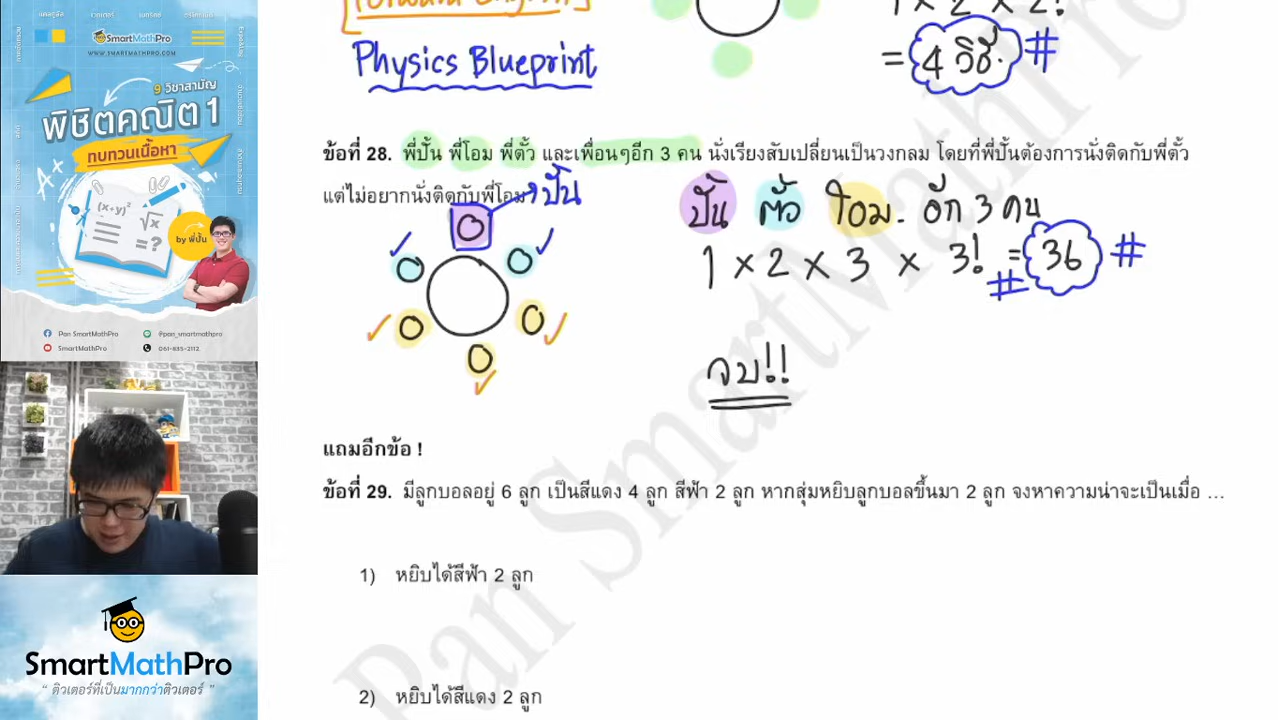 SmartMathPro
WWW.SMARTMATHPRO.COM
9 วิชาสามัญ
พิชิตคณิต 1
ทบทวนเนื้อหา
by พี่ปั้น
Pan SmartMathPro
@pan_smartmathpro
SmartMathPro
061-835-2112
SmartMathPro
“ ติวเตอร์ที่เป็นมากกว่าติวเตอร์ ”
Physics Blueprint
1 × 2 × 2!
= 4 วิธี #
ข้อที่ 28. พี่ปั้น พี่โอม พี่ตั้ว และเพื่อนๆอีก 3 คน นั่งเรียงสับเปลี่ยนเป็นวงกลม โดยที่พี่ปั้นต้องการนั่งติดกับพี่ตั้ว
แต่ไม่อยากนั่งติดกับพี่โอม
ปั้น
ปั้น ตั้ว โอม อีก 3 คน
1 × 2 × 3 × 3! = 36 #
#
จบ!!
แถมอีกข้อ !
ข้อที่ 29. มีลูกบอลอยู่ 6 ลูก เป็นสีแดง 4 ลูก สีฟ้า 2 ลูก หากสุ่มหยิบลูกบอลขึ้นมา 2 ลูก จงหาความน่าจะเป็นเมื่อ ...
1) หยิบได้สีฟ้า 2 ลูก
2) หยิบได้สีแดง 2 ลูก
Pan SmartMathPro